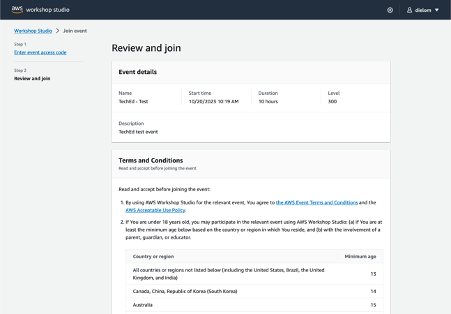 aws workshop studio
dielom
Workshop Studio > Join event
Step 1
Enter event access code
Step 2
Review and join
Review and join
Event details
Name
TechEd - Test
Start time
10/20/2025 10:19 AM
Duration
10 hours
Level
300
Description
TechEd test event
Terms and Conditions
Read and accept before joining the event
Read and accept before joining the event:
1. By using AWS Workshop Studio for the relevant event, You agree to the AWS Event Terms and Conditions and the
AWS Acceptable Use Policy.
2. If You are under 18 years old, you may participate in the relevant event using AWS Workshop Studio: (a) if You are at
least the minimum age below based on the country or region in which You reside, and (b) with the involvement of a
parent, guardian, or educator.
Country or region Minimum age
All countries or regions not listed below (including the United States, Brazil, the United
Kingdom, and India) 13
Canada, China, Republic of Korea (South Korea) 14
Australia 15